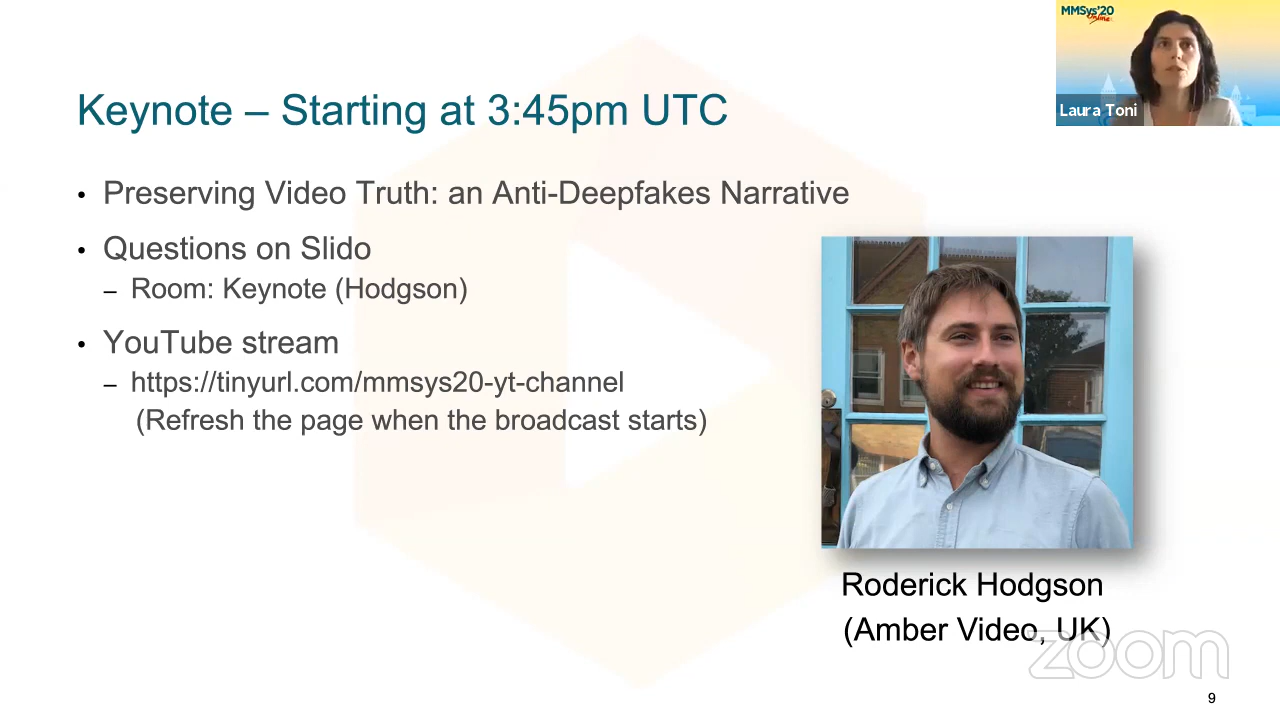 MMSys'20
Online
Laura Toni
Keynote – Starting at 3:45pm UTC
• Preserving Video Truth: an Anti-Deepfakes Narrative
• Questions on Slido
– Room: Keynote (Hodgson)
• YouTube stream
– https://tinyurl.com/mmsys20-yt-channel
(Refresh the page when the broadcast starts)
Roderick Hodgson
(Amber Video, UK)
zoom
9